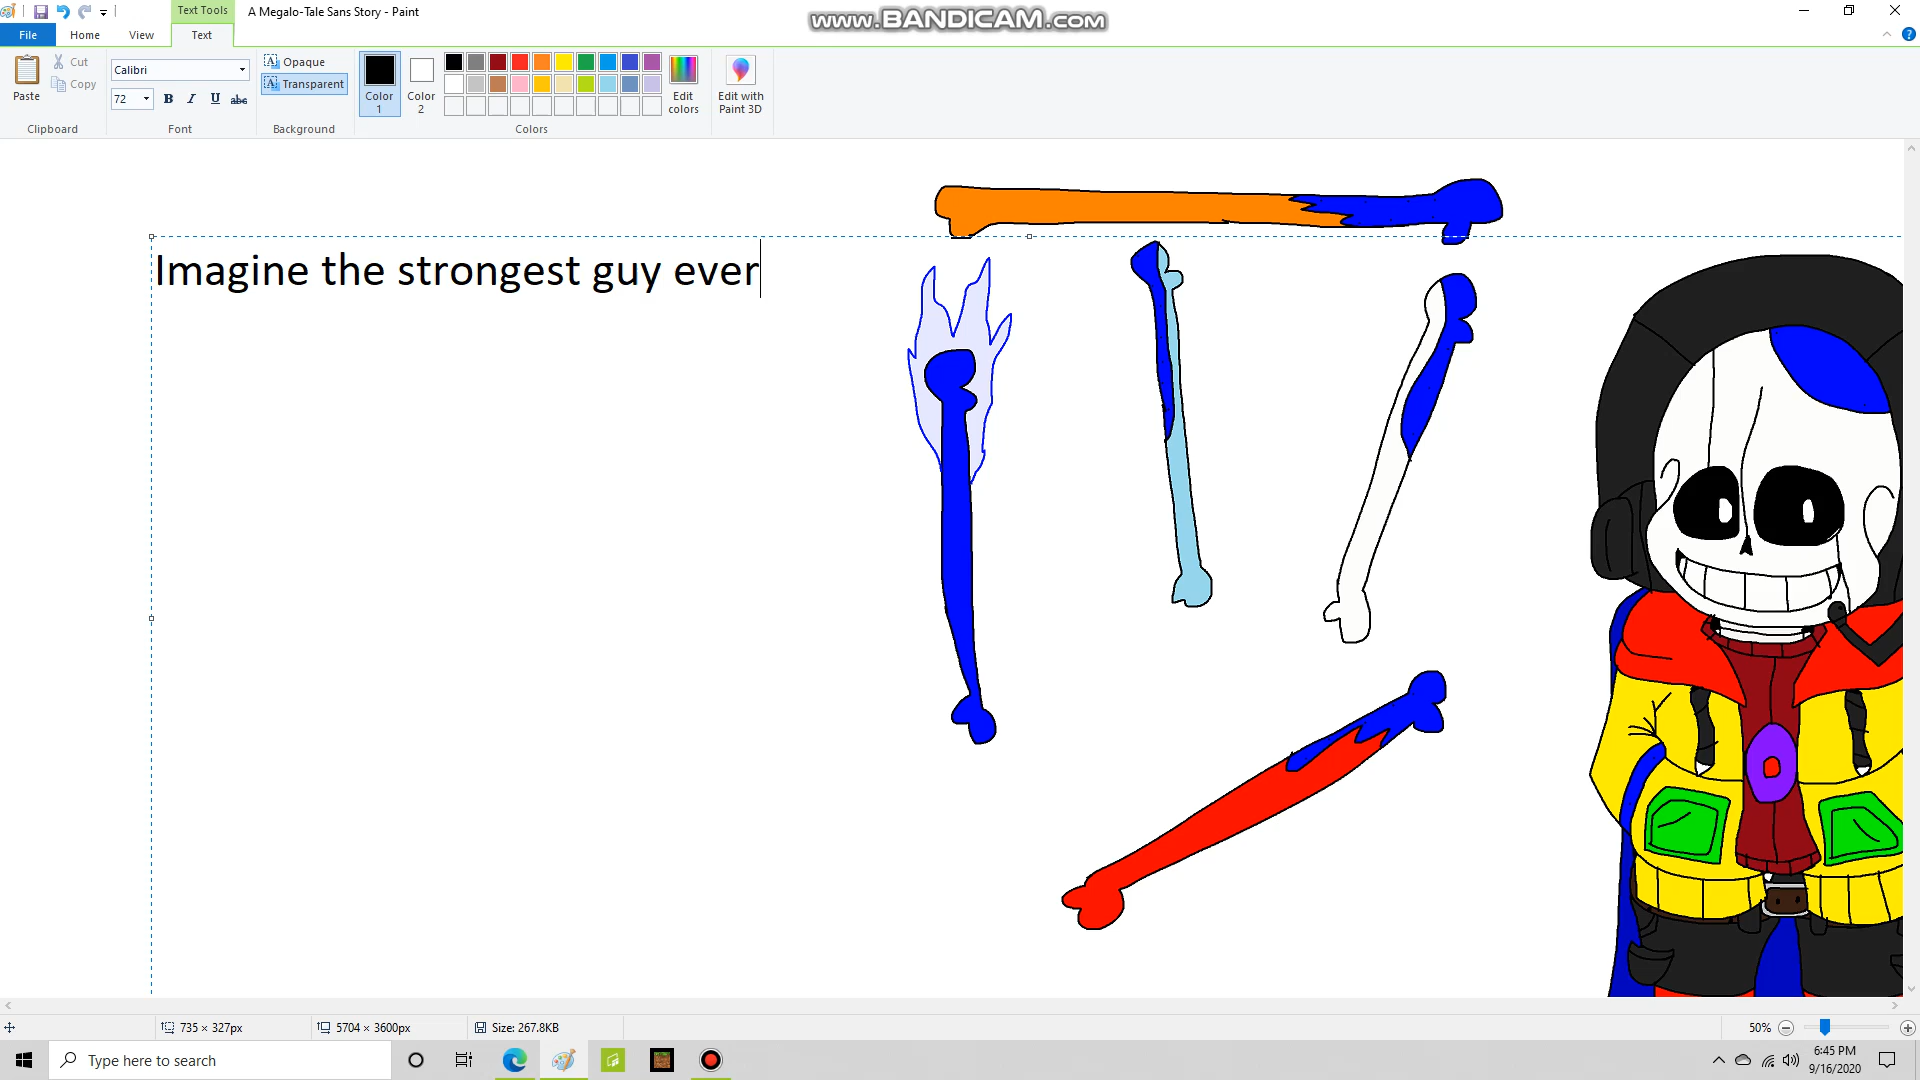 Text Tools
A Megalo-Tale Sans Story - Paint
www.BANDICAM.com
File
Home
View
Text
Paste
Cut
Copy
Clipboard
Calibri
72
B I U abc
Font
A Opaque
A Transparent
Background
Color 1
Color 2
Edit colors
Colors
Edit with Paint 3D
Imagine the strongest guy ever
735 × 327px
5704 × 3600px
Size: 267.8KB
50%
Type here to search
6:45 PM
9/16/2020